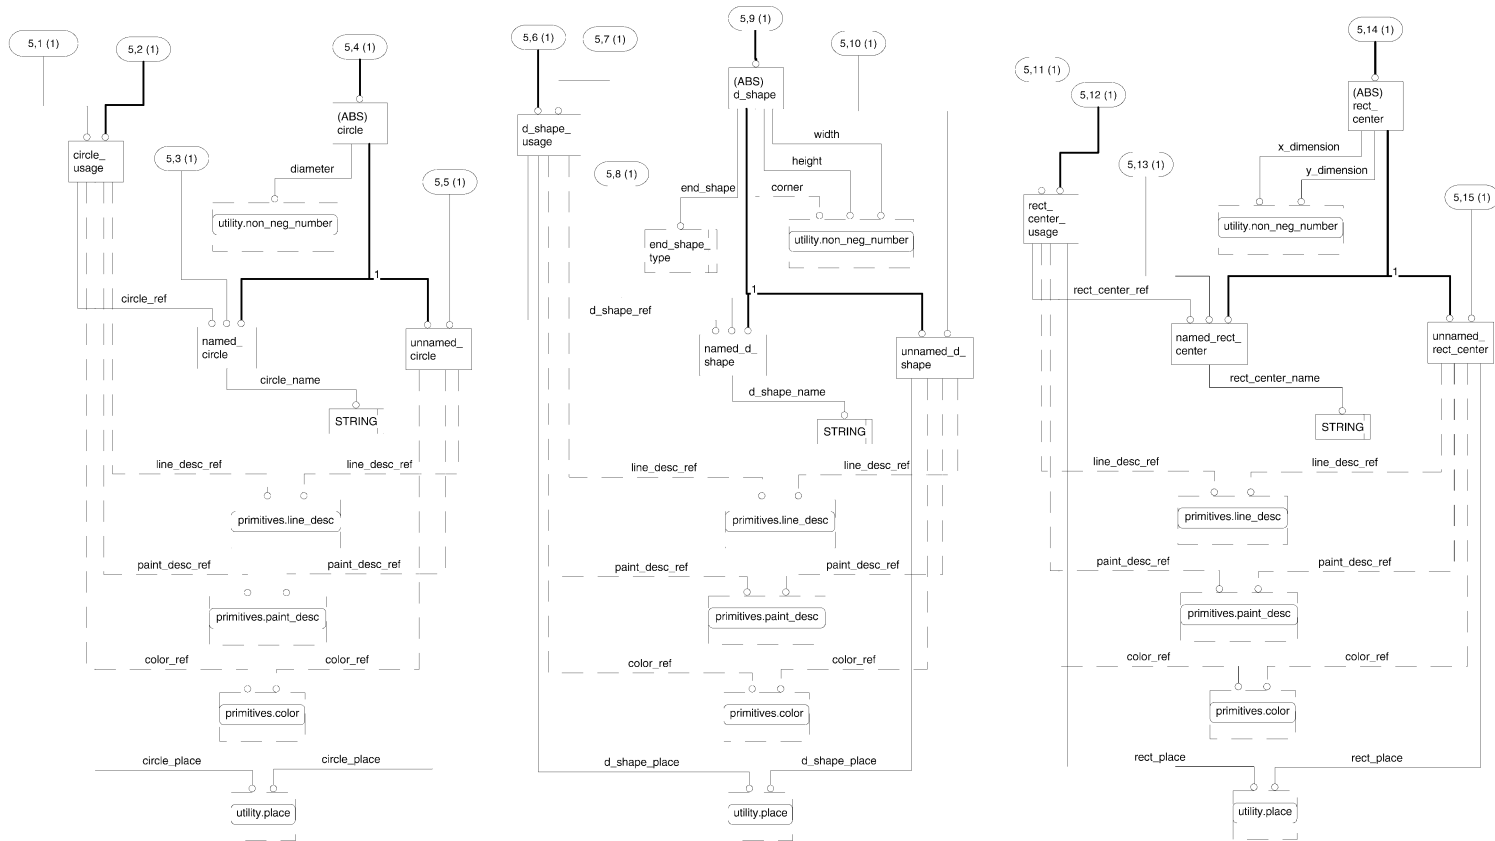 5,1 (1)
5,2 (1)
5,4 (1)
(ABS)
circle
circle_
usage
5,3 (1)
diameter
5,5 (1)
utility.non_neg_number
1
circle_ref
named_
circle
unnamed_
circle
circle_name
STRING
line_desc_ref
line_desc_ref
primitives.line_desc
paint_desc_ref
paint_desc_ref
primitives.paint_desc
color_ref
color_ref
primitives.color
circle_place
circle_place
utility.place
5,6 (1)
5,7 (1)
5,9 (1)
5,10 (1)
(ABS)
d_shape
d_shape_
usage
width
height
5,8 (1)
end_shape
corner
end_shape_
type
utility.non_neg_number
1
d_shape_ref
named_d_
shape
unnamed_d_
shape
d_shape_name
STRING
line_desc_ref
line_desc_ref
primitives.line_desc
paint_desc_ref
paint_desc_ref
primitives.paint_desc
color_ref
color_ref
primitives.color
d_shape_place
d_shape_place
utility.place
5,14 (1)
5,11 (1)
5,12 (1)
(ABS)
rect_
center
x_dimension
y_dimension
5,13 (1)
5,15 (1)
rect_
center_
usage
utility.non_neg_number
1
rect_center_ref
named_rect_
center
unnamed_
rect_center
rect_center_name
STRING
line_desc_ref
line_desc_ref
primitives.line_desc
paint_desc_ref
paint_desc_ref
primitives.paint_desc
color_ref
color_ref
primitives.color
rect_place
rect_place
utility.place